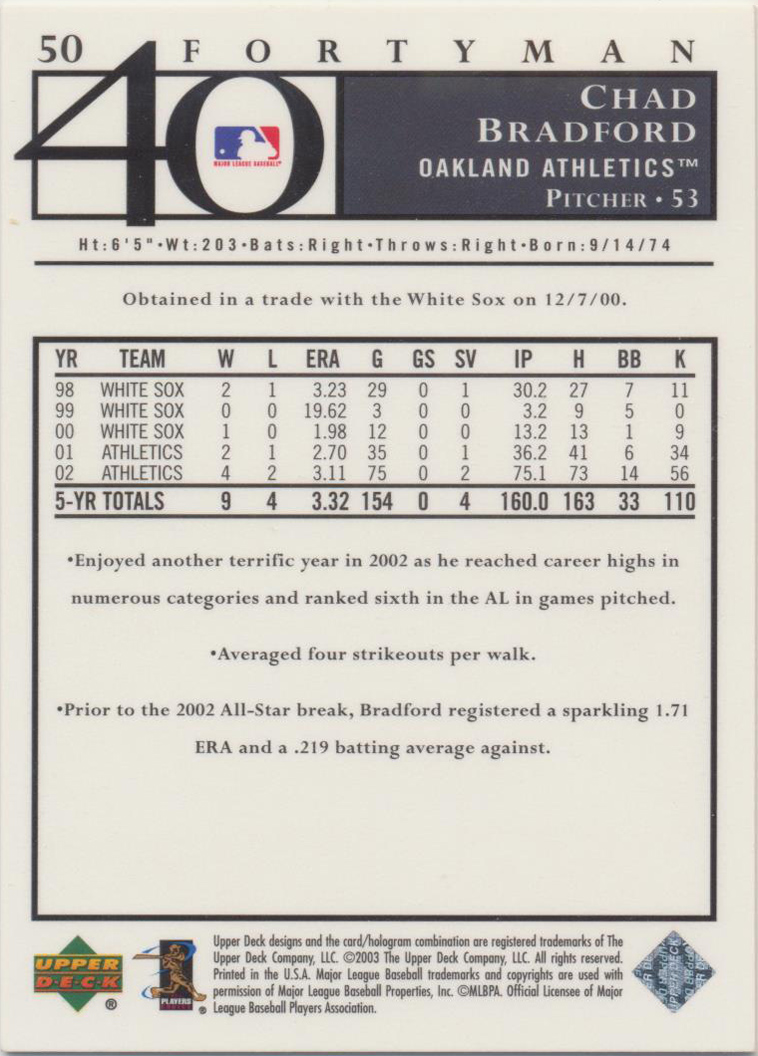 50 FORTY MAN
40
MAJOR LEAGUE BASEBALL
CHAD
BRADFORD
OAKLAND ATHLETICS™
PITCHER • 53
Ht:6'5"•Wt:203•Bats:Right•Throws:Right•Born:9/14/74
Obtained in a trade with the White Sox on 12/7/00.
YR TEAM W L ERA G GS SV IP H BB K
98 WHITE SOX 2 1 3.23 29 0 1 30.2 27 7 11
99 WHITE SOX 0 0 19.62 3 0 0 3.2 9 5 0
00 WHITE SOX 1 0 1.98 12 0 0 13.2 13 1 9
01 ATHLETICS 2 1 2.70 35 0 1 36.2 41 6 34
02 ATHLETICS 4 2 3.11 75 0 2 75.1 73 14 56
5-YR TOTALS 9 4 3.32 154 0 4 160.0 163 33 110
•Enjoyed another terrific year in 2002 as he reached career highs in
numerous categories and ranked sixth in the AL in games pitched.
•Averaged four strikeouts per walk.
•Prior to the 2002 All-Star break, Bradford registered a sparkling 1.71
ERA and a .219 batting average against.
UPPER
D•E•C•K
®
PLAYERS
®
Upper Deck designs and the card/hologram combination are registered trademarks of The
Upper Deck Company, LLC. ©2003 The Upper Deck Company, LLC. All rights reserved.
Printed in the U.S.A. Major League Baseball trademarks and copyrights are used with
permission of Major League Baseball Properties, Inc. ©MLBPA. Official Licensee of Major
League Baseball Players Association.
UPPER DECK